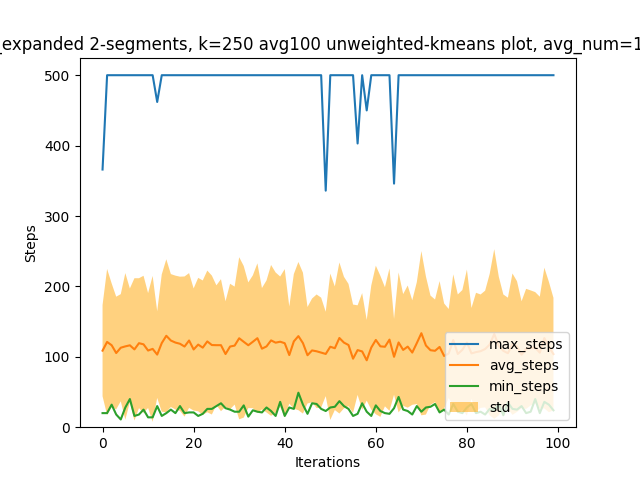 _expanded 2-segments, k=250 avg100 unweighted-kmeans plot, avg_num=1
500
400
300
200
100
0
Steps
0 20 40 60 80 100
Iterations
max_steps
avg_steps
min_steps
std